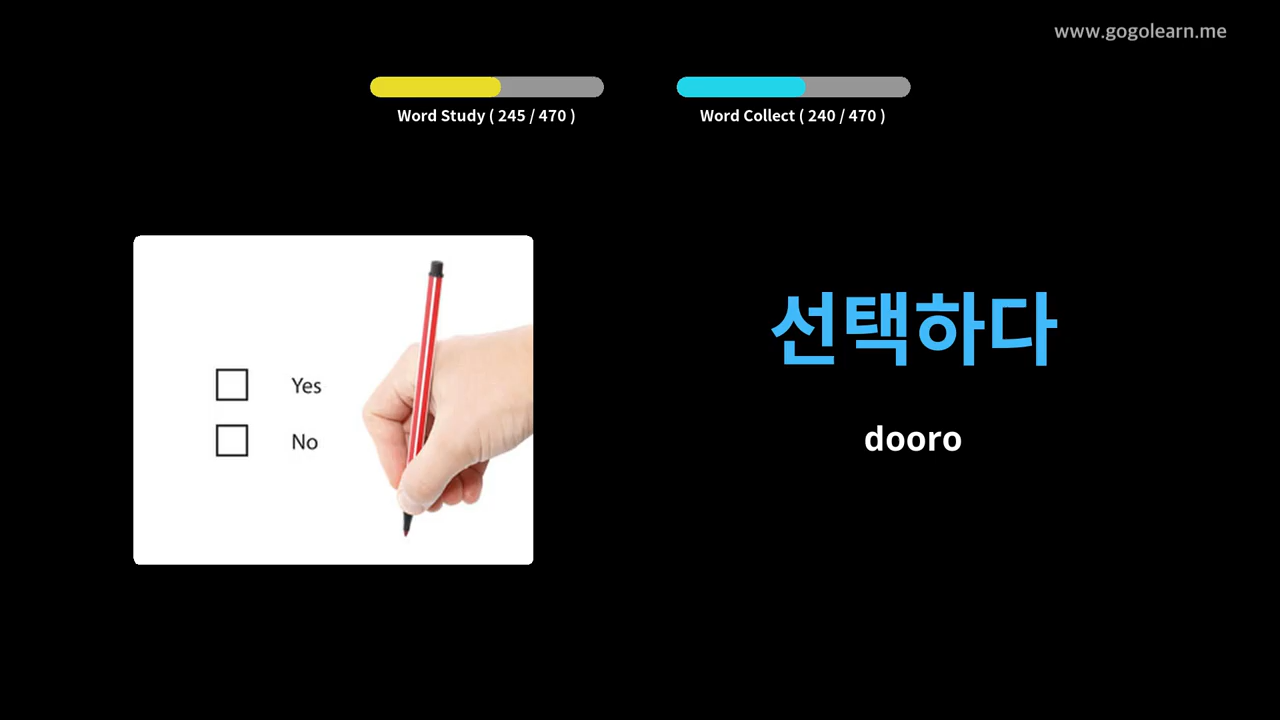 www.gogolearn.me
Word Study ( 245 / 470 )
Word Collect ( 240 / 470 )
Yes
No
선택하다
dooro